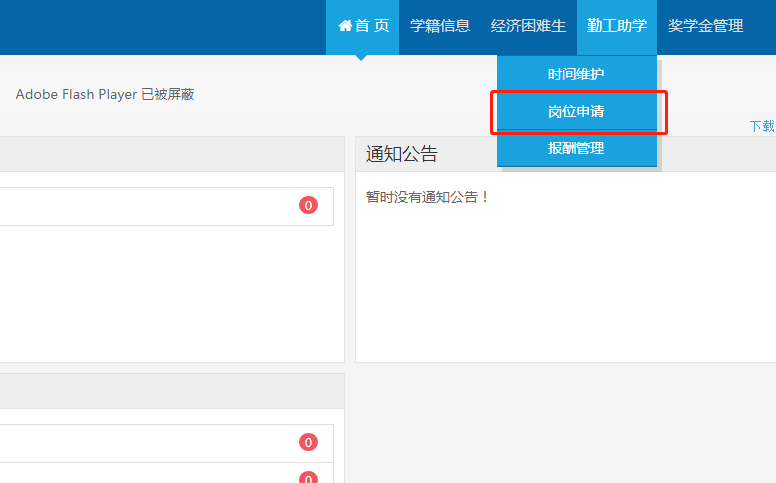 首 页 学籍信息 经济困难生 勤工助学 奖学金管理
时间维护
Adobe Flash Player 已被屏蔽
岗位申请
下载
通知公告
报酬管理
暂时没有通知公告！
0
0
0